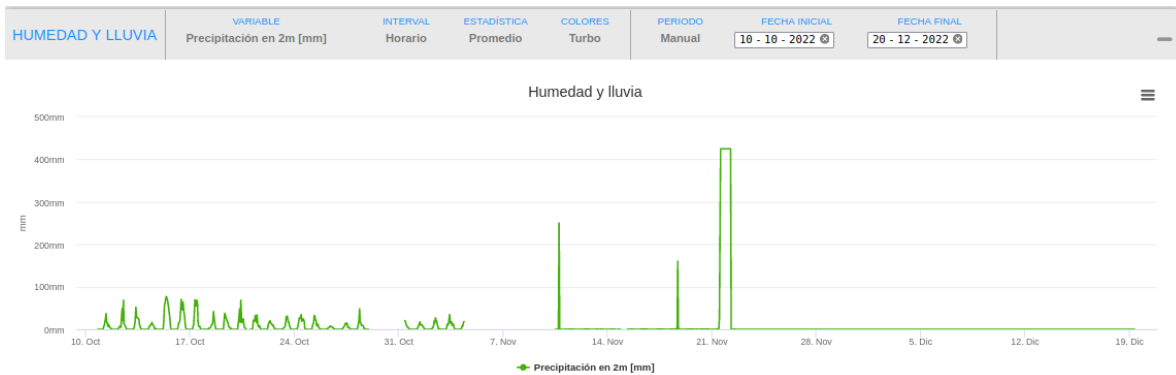 HUMEDAD Y LLUVIA
VARIABLE
Precipitación en 2m [mm]
INTERVAL
Horario
ESTADÍSTICA
Promedio
COLORES
Turbo
PERIODO
Manual
FECHA INICIAL
10 - 10 - 2022
FECHA FINAL
20 - 12 - 2022
Humedad y lluvia
500mm
400mm
300mm
200mm
100mm
0mm
mm
10. Oct 17. Oct 24. Oct 31. Oct 7. Nov 14. Nov 21. Nov 28. Nov 5. Dic 12. Dic 19. Dic
Precipitación en 2m [mm]